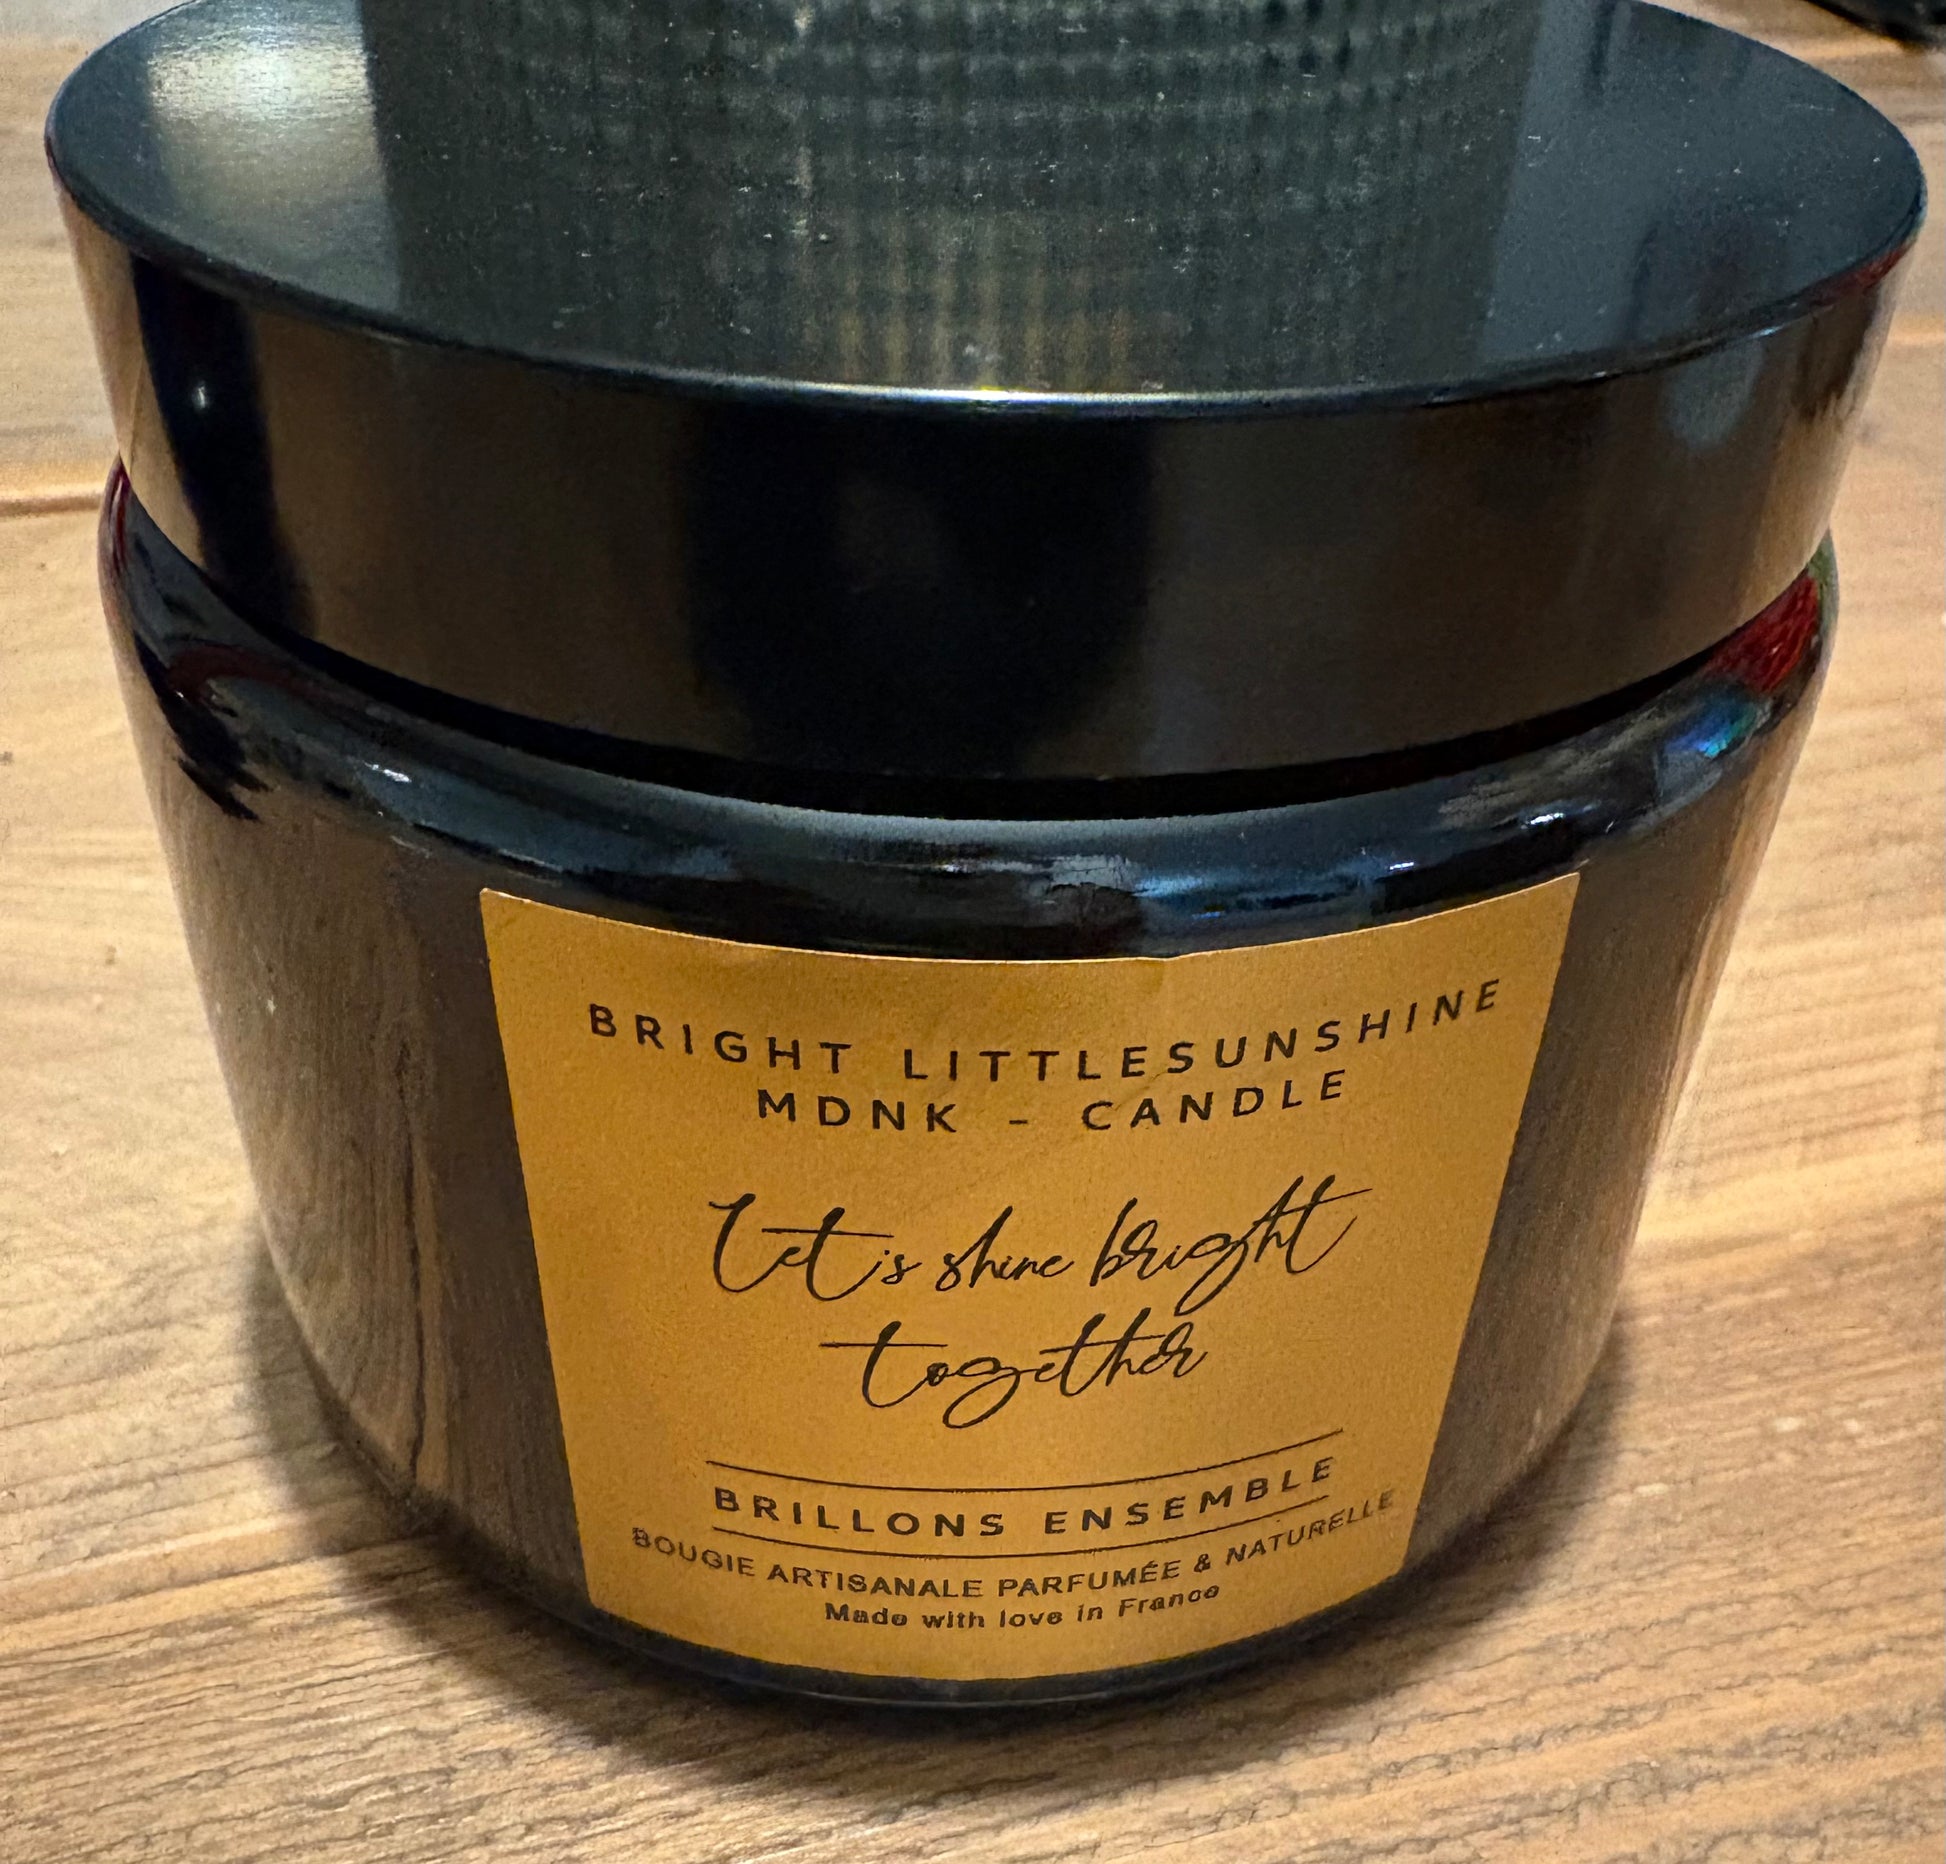 BRIGHT LITTLESUNSHINE
MDNK - CANDLE
Let's shine bright
together
BRILLONS ENSEMBLE
BOUGIE ARTISANALE PARFUMÉE & NATURELLE
Made with love in France